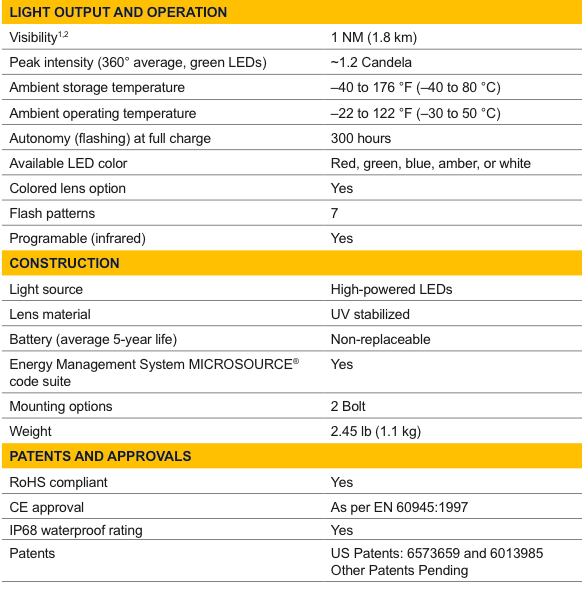 LIGHT OUTPUT AND OPERATION
Visibility1,2 1 NM (1.8 km)
Peak intensity (360° average, green LEDs) ~1.2 Candela
Ambient storage temperature –40 to 176 °F (–40 to 80 °C)
Ambient operating temperature –22 to 122 °F (–30 to 50 °C)
Autonomy (flashing) at full charge 300 hours
Available LED color Red, green, blue, amber, or white
Colored lens option Yes
Flash patterns 7
Programable (infrared) Yes
CONSTRUCTION
Light source High-powered LEDs
Lens material UV stabilized
Battery (average 5-year life) Non-replaceable
Energy Management System MICROSOURCE® Yes
code suite
Mounting options 2 Bolt
Weight 2.45 lb (1.1 kg)
PATENTS AND APPROVALS
RoHS compliant Yes
CE approval As per EN 60945:1997
IP68 waterproof rating Yes
Patents US Patents: 6573659 and 6013985
Other Patents Pending